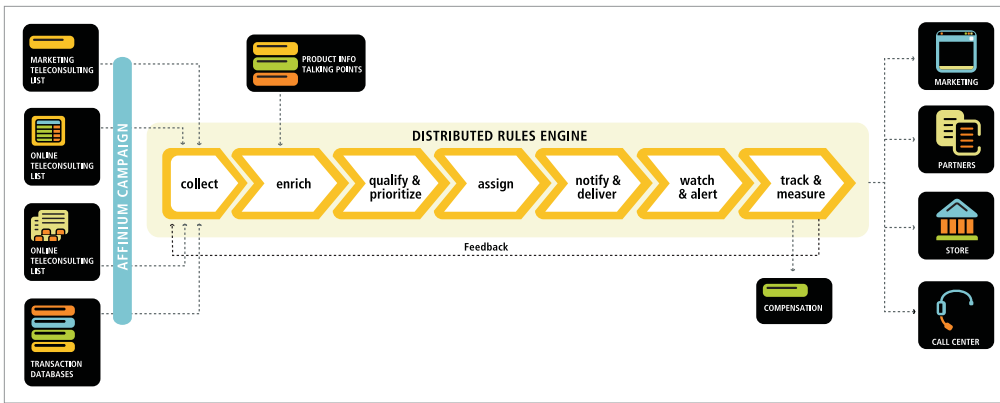 MARKETING
TELECONSULTING
LIST
ONLINE
TELECONSULTING
LIST
ONLINE
TELECONSULTING
LIST
TRANSACTION
DATABASES
AFFINIUM CAMPAIGN
PRODUCT INFO
TALKING POINTS
DISTRIBUTED RULES ENGINE
collect
enrich
qualify &
prioritize
assign
notify &
deliver
watch
& alert
track &
measure
Feedback
COMPENSATION
MARKETING
PARTNERS
STORE
CALL CENTER